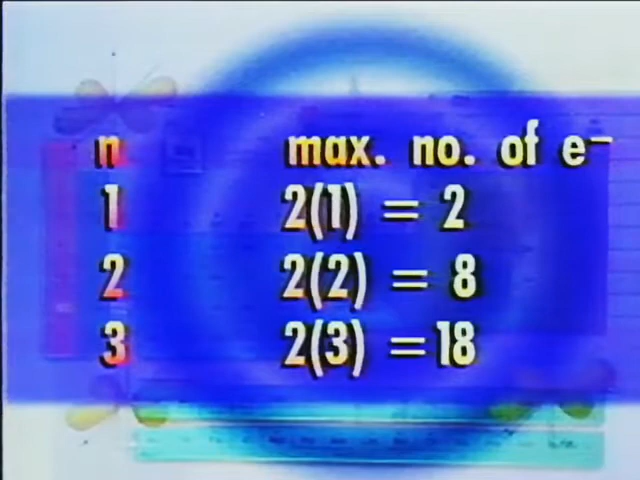 n max. no. of e⁻
1 2(1) = 2
2 2(2) = 8
3 2(3) = 18